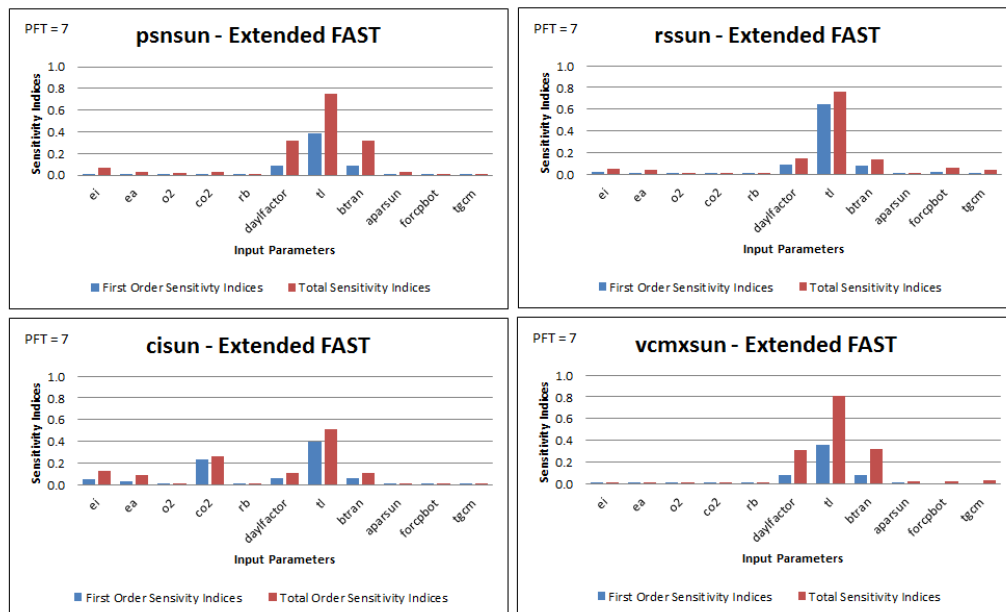 PFT = 7
psnsun - Extended FAST
Sensitivity Indices
1.0
0.8
0.6
0.4
0.2
0.0
ei
ea
o2
co2
rb
daylfactor
tl
btran
aparsun
forcpbot
tgcm
Input Parameters
First Order Sensitivity Indices
Total Sensitivity Indices
PFT = 7
rssun - Extended FAST
Sensitivity Indices
1.0
0.8
0.6
0.4
0.2
0.0
ei
ea
o2
co2
rb
daylfactor
tl
btran
aparsun
forcpbot
tgcm
Input Parameters
First Order Sensitivity Indices
Total Sensitivity Indices
PFT = 7
cisun - Extended FAST
Sensitivity Indices
1.0
0.8
0.6
0.4
0.2
0.0
ei
ea
o2
co2
rb
daylfactor
tl
btran
aparsun
forcpbot
tgcm
Input Parameters
First Order Sensivity Indices
Total Order Sensitivity Indices
PFT = 7
vcmxsun - Extended FAST
Sensitivity Indices
1.0
0.8
0.6
0.4
0.2
0.0
ei
ea
o2
co2
rb
daylfactor
tl
btran
aparsun
forcpbot
tgcm
Input Parameters
First Order Sensivity Indices
Total Sensitivity Indices